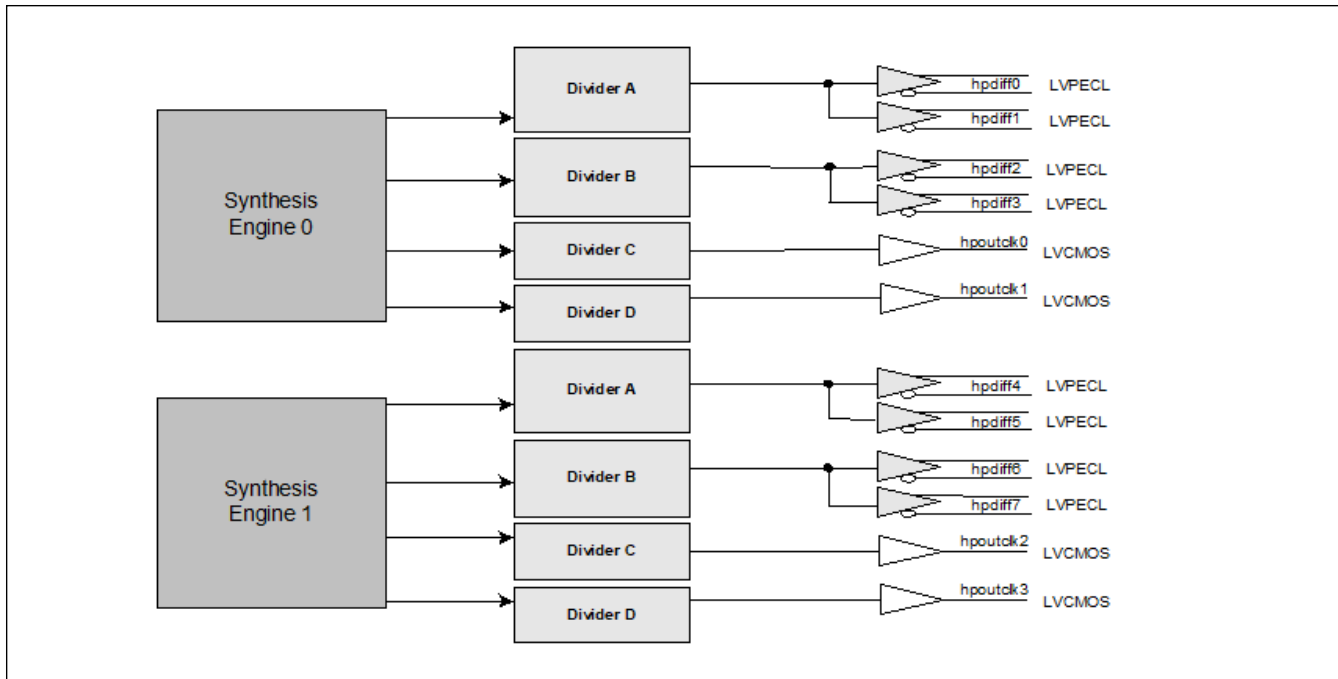 Divider A
hpdiff0 LVPECL
hpdiff1 LVPECL
Synthesis
Engine 0
Divider B
hpdiff2 LVPECL
hpdiff3 LVPECL
Divider C
hpoutclk0 LVCMOS
Divider D
hpoutclk1 LVCMOS
Divider A
hpdiff4 LVPECL
hpdiff5 LVPECL
Synthesis
Engine 1
Divider B
hpdiff6 LVPECL
hpdiff7 LVPECL
Divider C
hpoutclk2 LVCMOS
Divider D
hpoutclk3 LVCMOS